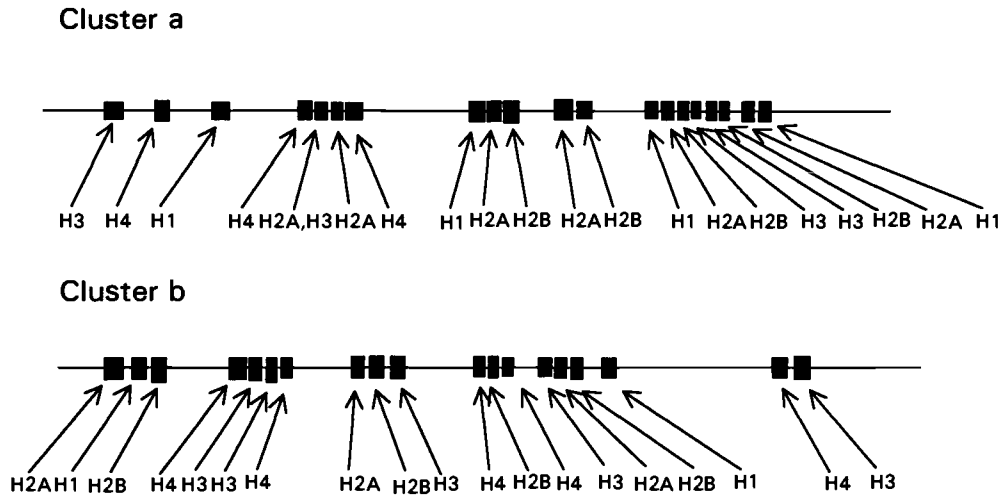 Cluster a
H3 H4 H1 H4 H2A,H3 H2A H4 H1 H2A H2B H2A H2B H1 H2A H2B H3 H3 H2B H2A H1
Cluster b
H2A H1 H2B H4 H3 H3 H4 H2A H2B H3 H4 H2B H4 H3 H2A H2B H1 H4 H3